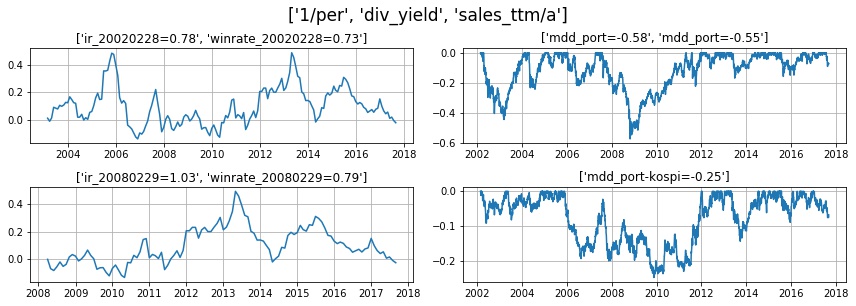 ['1/per', 'div_yield', 'sales_ttm/a']
['ir_20020228=0.78', 'winrate_20020228=0.73']
0.4
0.2
0.0
2004 2006 2008 2010 2012 2014 2016 2018
['mdd_port=-0.58', 'mdd_port=-0.55']
0.0
−0.2
−0.4
−0.6
2002 2004 2006 2008 2010 2012 2014 2016 2018
['ir_20080229=1.03', 'winrate_20080229=0.79']
0.4
0.2
0.0
2008 2009 2010 2011 2012 2013 2014 2015 2016 2017 2018
['mdd_port-kospi=-0.25']
0.0
−0.1
−0.2
2002 2004 2006 2008 2010 2012 2014 2016 2018